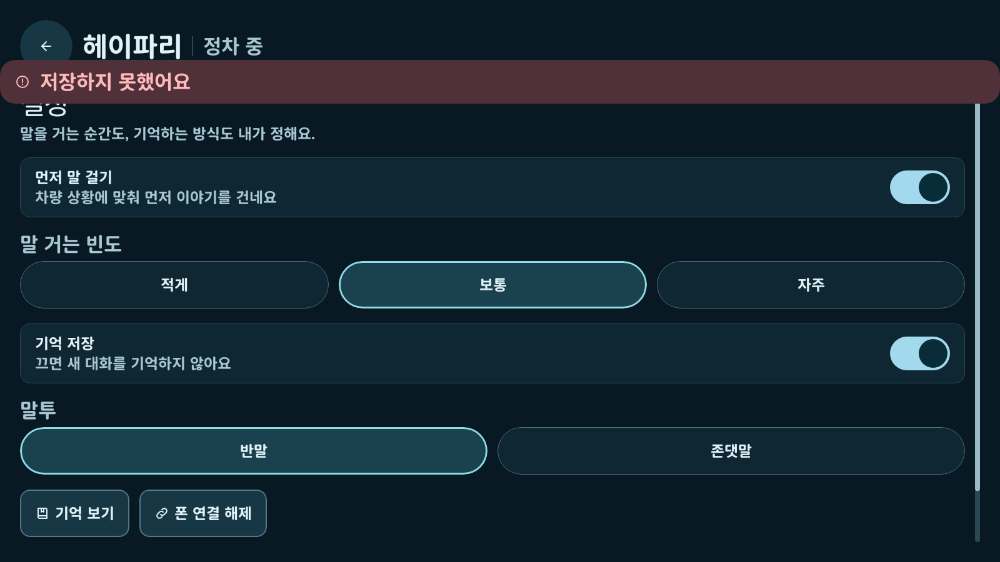 헤이파리
정차 중
저장하지 못했어요
말을 거는 순간도, 기억하는 방식도 내가 정해요.
먼저 말 걸기
차량 상황에 맞춰 먼저 이야기를 건네요
말 거는 빈도
적게
보통
자주
기억 저장
끄면 새 대화를 기억하지 않아요
말투
반말
존댓말
기억 보기
폰 연결 해제